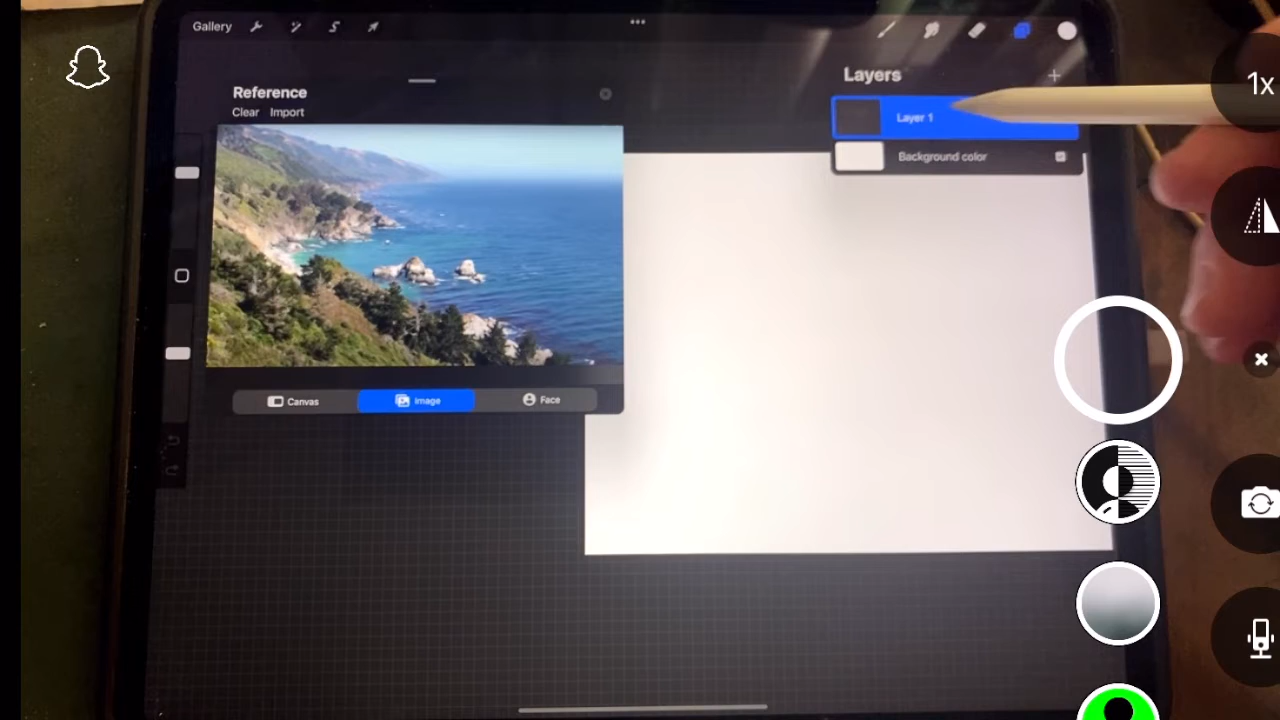 Gallery
Layers
Reference
Clear Import
Layer 1
Background color
Canvas
Image
Face
1x